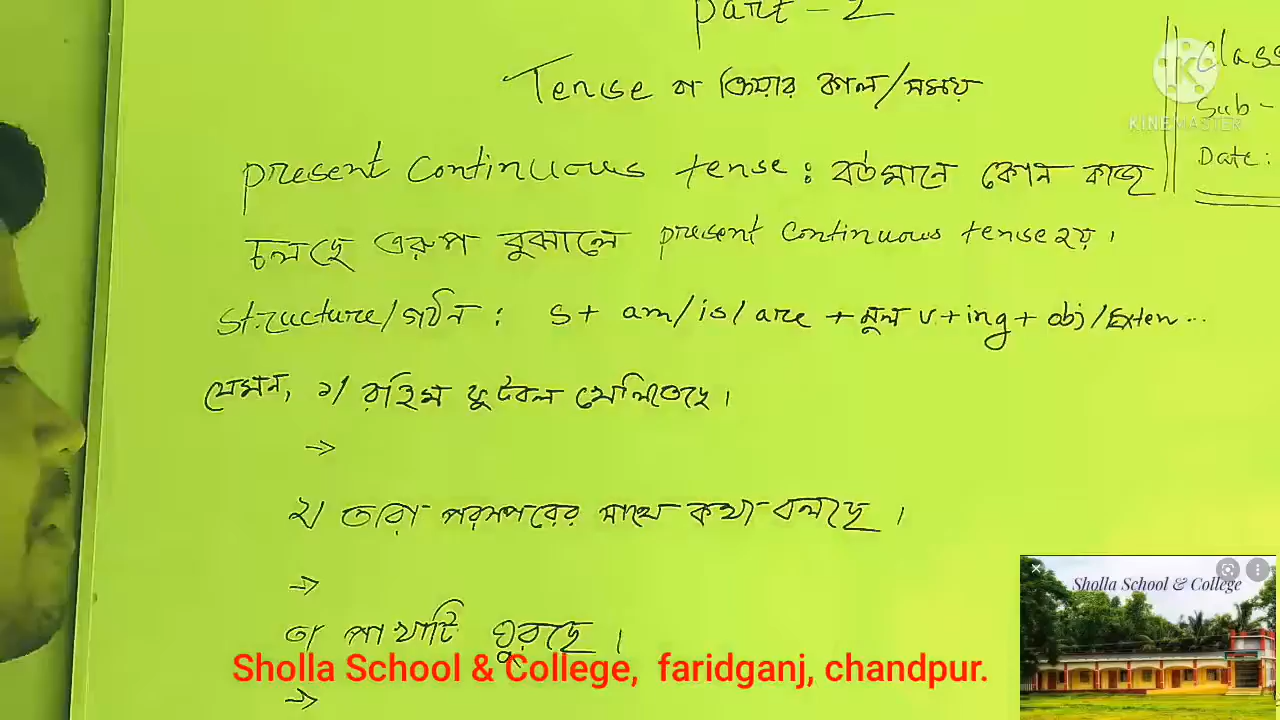 Part - 2
Class
Sub -
Date:
KINEMASTER
Tense বা ক্রিয়ার কাল/সময়
Present Continuous tense : বর্তমানে কোন কাজ
চলছে এরূপ বুঝালে present continuous tense হয়।
Structure/গঠন : S + am/is/are + মূল v + ing + obj/Exten...
যেমন, ১/ রহিম ফুটবল খেলিতেছে।
→
২/ তারা পরস্পরের সাথে কথা বলছে।
→
৩/ পাখাটি ঘুরছে।
→
Sholla School & College
Sholla School & College, faridganj, chandpur.